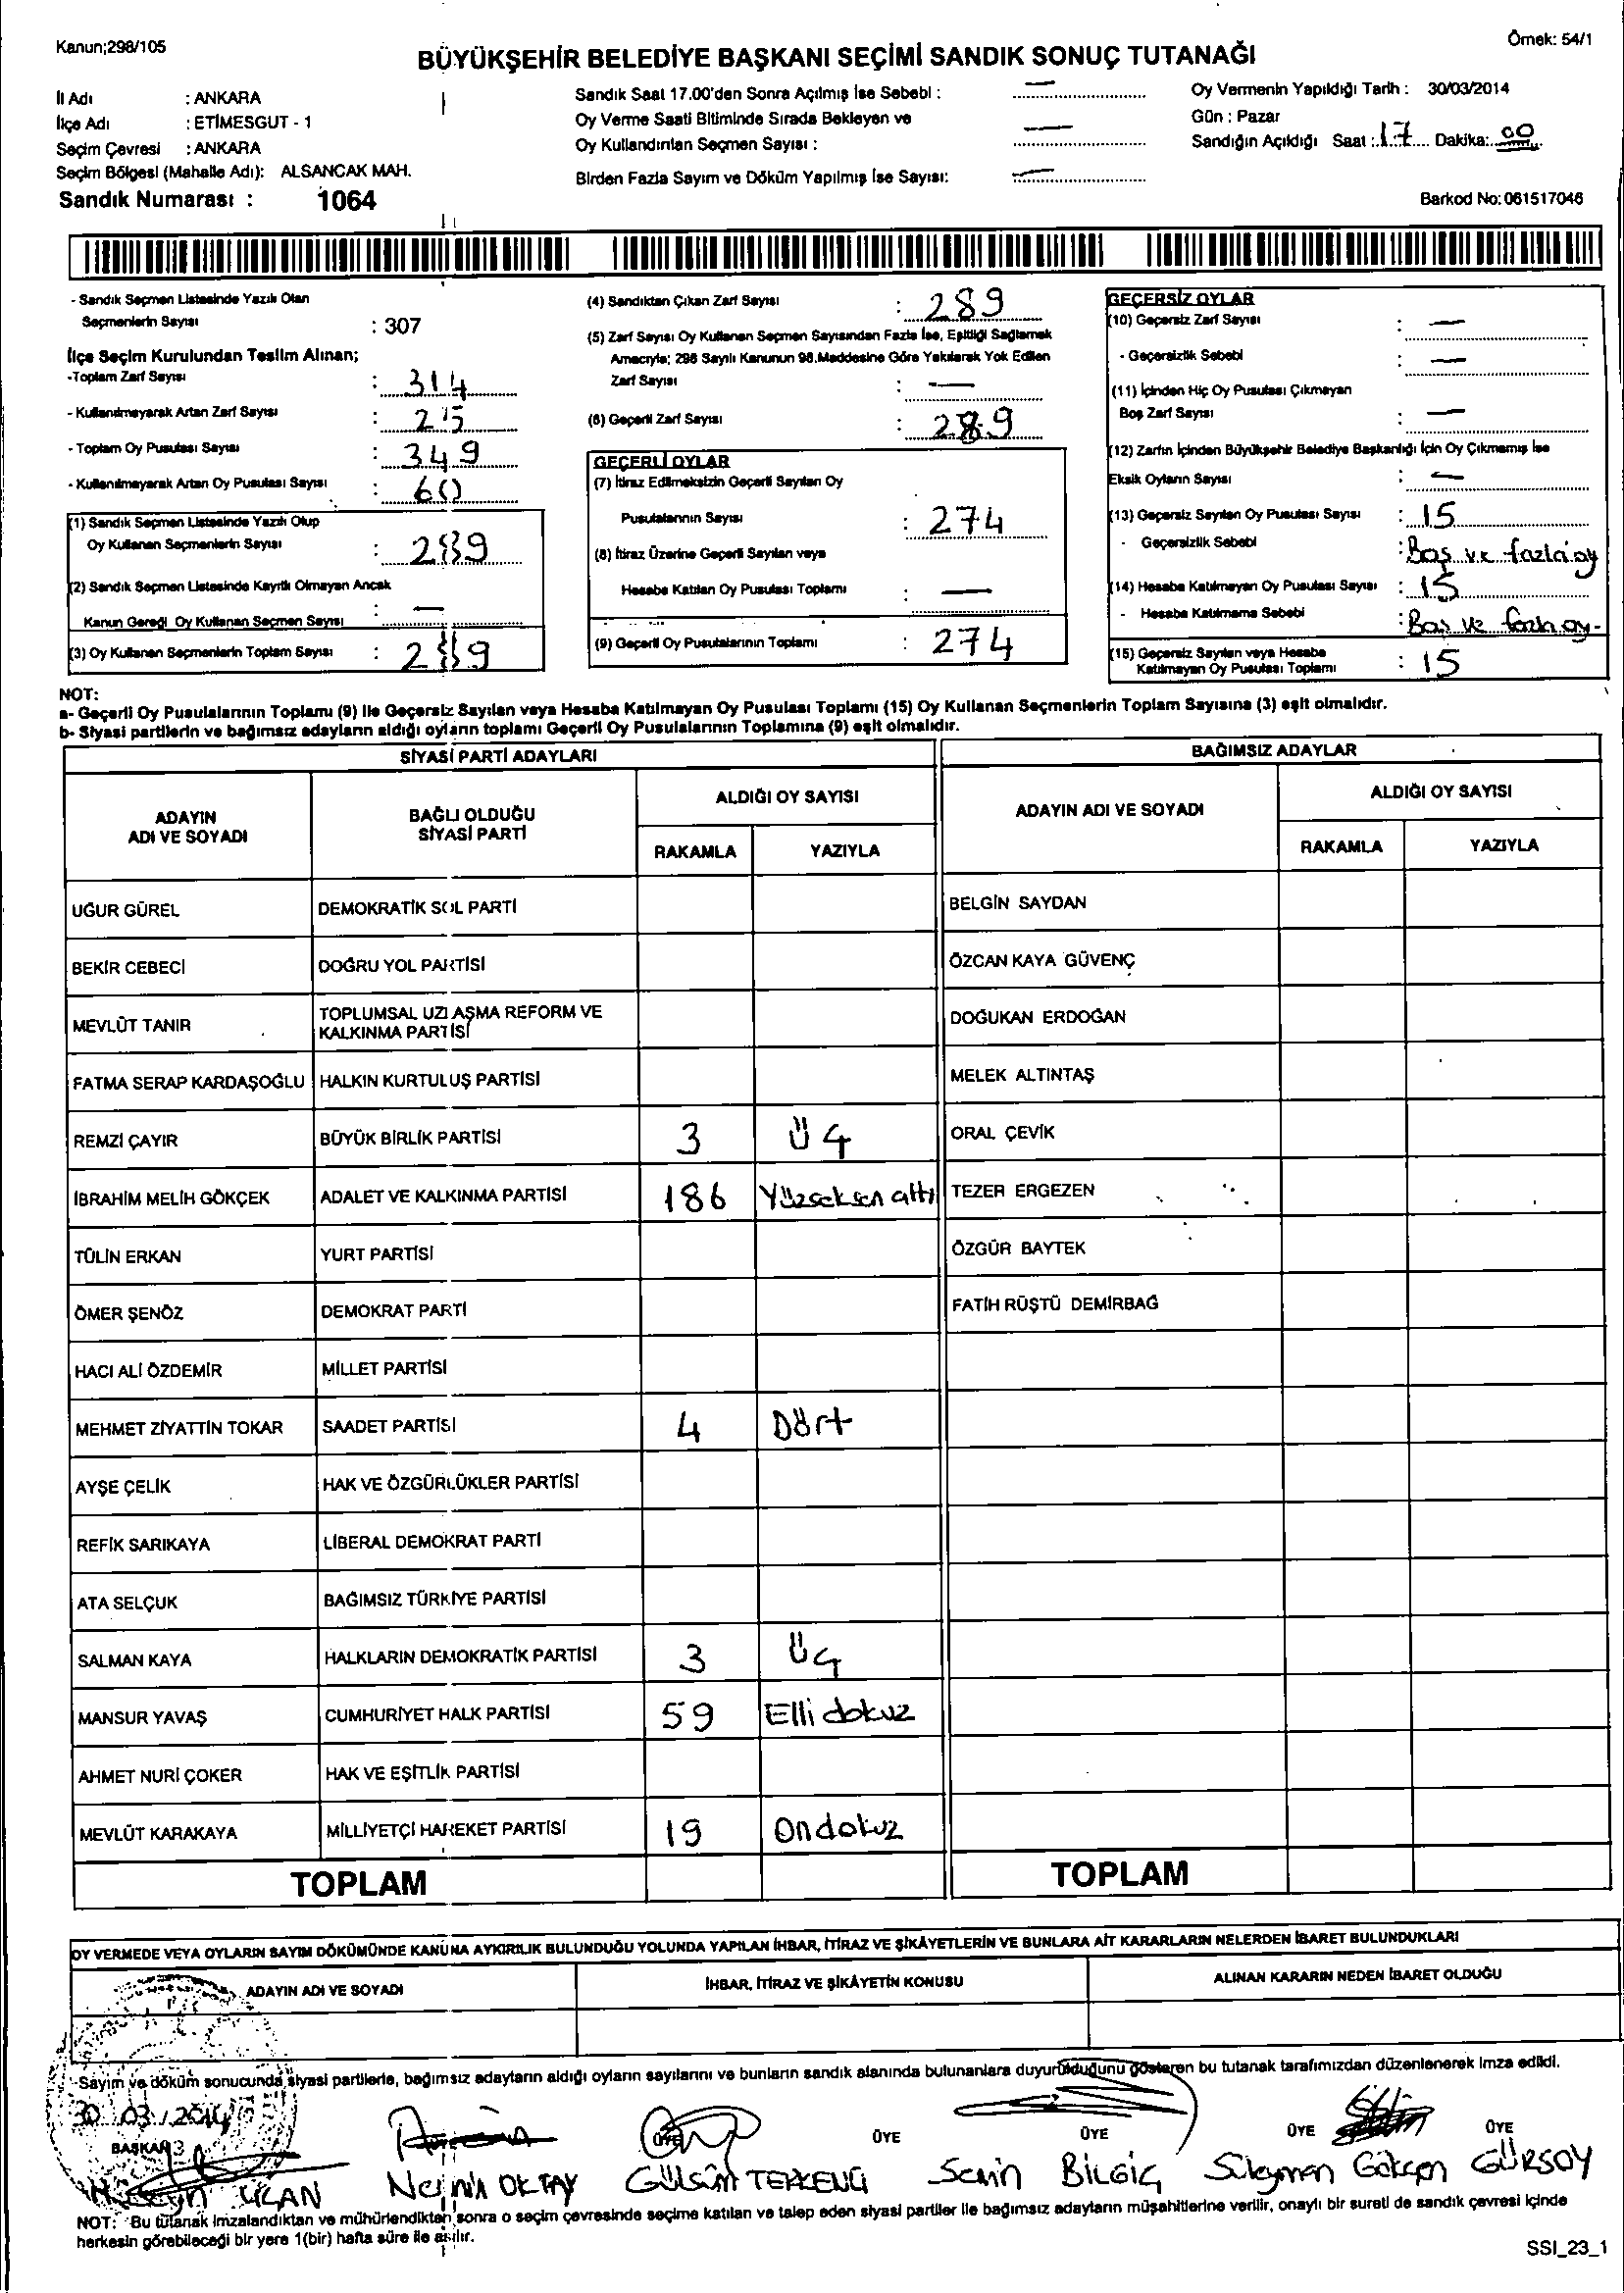 Kanun;298/105
Örnek: 54/1
BÜYÜKŞEHİR BELEDİYE BAŞKANI SEÇİMİ SANDIK SONUÇ TUTANAĞI
İl Adı : ANKARA
İlçe Adı : ETİMESGUT - 1
Seçim Çevresi : ANKARA
Seçim Bölgesi (Mahalle Adı): ALSANCAK MAH.
Sandık Numarası : 1064
Sandık Saat 17.00'den Sonra Açılmış İse Sebebi : —
Oy Verme Saati Bitiminde Sırada Bekleyen ve
Oy Kullandırılan Seçmen Sayısı : —
Birden Fazla Sayım ve Döküm Yapılmış İse Sayısı: —
Oy Vermenin Yapıldığı Tarih : 30/03/2014
Gün : Pazar
Sandığın Açıldığı Saat : 17 Dakika: 00
Barkod No: 061517046
- Sandık Seçmen Listesinde Yazılı Olan
Seçmenlerin Sayısı : 307
İlçe Seçim Kurulundan Teslim Alınan;
-Toplam Zarf Sayısı : 314
- Kullanılmayarak Artan Zarf Sayısı : 25
- Toplam Oy Pusulası Sayısı : 349
- Kullanılmayarak Artan Oy Pusulası Sayısı : 60
(1) Sandık Seçmen Listesinde Yazılı Olup
Oy Kullanan Seçmenlerin Sayısı : 289
(2) Sandık Seçmen Listesinde Kayıtlı Olmayan Ancak
Kanun Gereği Oy Kullanan Seçmen Sayısı : —
(3) Oy Kullanan Seçmenlerin Toplam Sayısı : 289
(4) Sandıktan Çıkan Zarf Sayısı : 289
(5) Zarf Sayısı Oy Kullanan Seçmen Sayısından Fazla İse, Eşitliği Sağlamak
Amacıyla; 298 Sayılı Kanunun 98.Maddesine Göre Yakılarak Yok Edilen
Zarf Sayısı : —
(6) Geçerli Zarf Sayısı : 289
GEÇERLİ OYLAR
(7) İtiraz Edilmeksizin Geçerli Sayılan Oy
Pusulalarının Sayısı : 274
(8) İtiraz Üzerine Geçerli Sayılan veya
Hesaba Katılan Oy Pusulası Toplamı : —
(9) Geçerli Oy Pusulalarının Toplamı : 274
GEÇERSİZ OYLAR
(10) Geçersiz Zarf Sayısı : —
- Geçersizlik Sebebi : —
(11) İçinden Hiç Oy Pusulası Çıkmayan
Boş Zarf Sayısı : —
(12) Zarfın İçinden Büyükşehir Belediye Başkanlığı İçin Oy Çıkmamış İse
Eksik Oyların Sayısı : —
(13) Geçersiz Sayılan Oy Pusulası Sayısı : 15
- Geçersizlik Sebebi : Boş ve fazla oy
(14) Hesaba Katılmayan Oy Pusulası Sayısı : 15
- Hesaba Katılmama Sebebi : Boş ve fazla oy-
(15) Geçersiz Sayılan veya Hesaba
Katılmayan Oy Pusulası Toplamı : 15
NOT:
a- Geçerli Oy Pusulalarının Toplamı (9) ile Geçersiz Sayılan veya Hesaba Katılmayan Oy Pusulası Toplamı (15) Oy Kullanan Seçmenlerin Toplam Sayısına (3) eşit olmalıdır.
b- Siyasi partilerin ve bağımsız adayların aldığı oyların toplamı Geçerli Oy Pusulalarının Toplamına (9) eşit olmalıdır.
SİYASİ PARTİ ADAYLARI
ADAYIN ADI VE SOYADI BAĞLI OLDUĞU SİYASİ PARTİ ALDIĞI OY SAYISI RAKAMLA YAZIYLA
UĞUR GÜREL DEMOKRATİK SOL PARTİ
BEKİR CEBECİ DOĞRU YOL PARTİSİ
MEVLÜT TANIR TOPLUMSAL UZLAŞMA REFORM VE
KALKINMA PARTİSİ
FATMA SERAP KARDAŞOĞLU HALKIN KURTULUŞ PARTİSİ
REMZİ ÇAYIR BÜYÜK BİRLİK PARTİSİ 3 Üç
İBRAHİM MELİH GÖKÇEK ADALET VE KALKINMA PARTİSİ 186 Yüzseksen altı
TÜLİN ERKAN YURT PARTİSİ
ÖMER ŞENÖZ DEMOKRAT PARTİ
HACI ALİ ÖZDEMİR MİLLET PARTİSİ
MEHMET ZİYATTİN TOKAR SAADET PARTİSİ 4 Dört
AYŞE ÇELİK HAK VE ÖZGÜRLÜKLER PARTİSİ
REFİK SARIKAYA LİBERAL DEMOKRAT PARTİ
ATA SELÇUK BAĞIMSIZ TÜRKİYE PARTİSİ
SALMAN KAYA HALKLARIN DEMOKRATİK PARTİSİ 3 Üç
MANSUR YAVAŞ CUMHURİYET HALK PARTİSİ 59 Elli dokuz
AHMET NURİ ÇOKER HAK VE EŞİTLİK PARTİSİ
MEVLÜT KARAKAYA MİLLİYETÇİ HAREKET PARTİSİ 19 Ondokuz
TOPLAM
BAĞIMSIZ ADAYLAR
ADAYIN ADI VE SOYADI ALDIĞI OY SAYISI RAKAMLA YAZIYLA
BELGİN SAYDAN
ÖZCAN KAYA GÜVENÇ
DOĞUKAN ERDOĞAN
MELEK ALTINTAŞ
ORAL ÇEVİK
TEZER ERGEZEN
ÖZGÜR BAYTEK
FATİH RÜŞTÜ DEMİRBAĞ
TOPLAM
OY VERMEDE VEYA OYLARIN SAYIM DÖKÜMÜNDE KANUNA AYKIRILIK BULUNDUĞU YOLUNDA YAPILAN İHBAR, İTİRAZ VE ŞİKÂYETLERİN VE BUNLARA AİT KARARLARIN NELERDEN İBARET BULUNDUKLARI
ADAYIN ADI VE SOYADI İHBAR, İTİRAZ VE ŞİKÂYETİN KONUSU ALINAN KARARIN NEDEN İBARET OLDUĞU
Sayım ve döküm sonucunda siyasi partilerle, bağımsız adayların aldığı oyların sayılarını ve bunların sandık alanında bulunanlara duyurulduğunu gösteren bu tutanak tarafımızdan düzenlenerek imza edildi.
30/03/2014
BAŞKAN ÜYE ÜYE ÜYE ÜYE ÜYE
Hüseyin UÇAN OKTAY GÜLSÜM BİLGİÇ Süleyman Gökçen GÜRSOY
NOT: Bu tutanak imzalandıktan ve mühürlendikten sonra o seçim çevresinde seçime katılan ve talep eden siyasi partiler ile bağımsız adayların müşahitlerine verilir, onaylı bir sureti de sandık çevresi içinde
herkesin görebileceği bir yere 1(bir) hafta süre ile asılır.
SSI_23_1